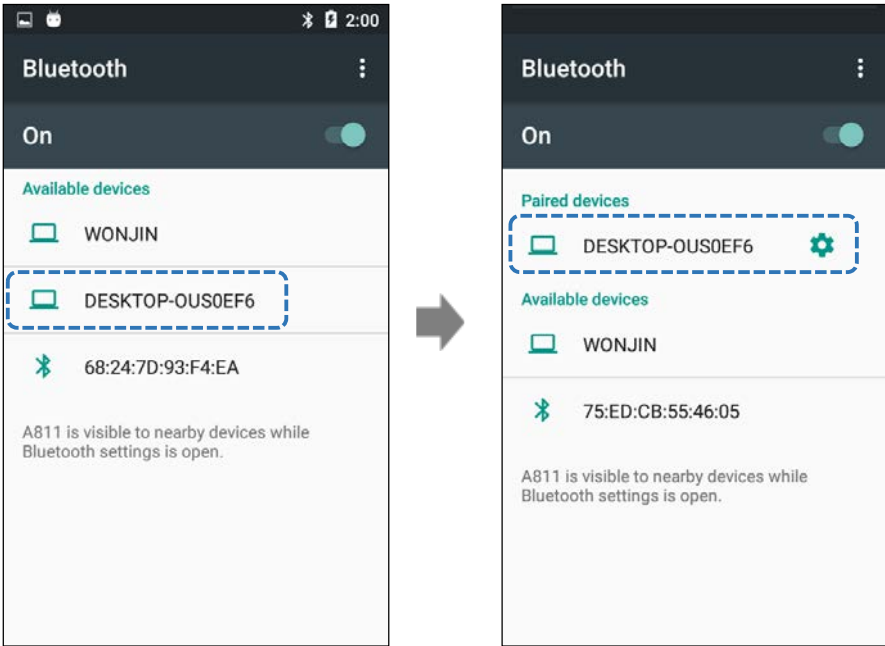 2:00
Bluetooth
On
Available devices
WONJIN
DESKTOP-OUS0EF6
68:24:7D:93:F4:EA
A811 is visible to nearby devices while
Bluetooth settings is open.
Bluetooth
On
Paired devices
DESKTOP-OUS0EF6
Available devices
WONJIN
75:ED:CB:55:46:05
A811 is visible to nearby devices while
Bluetooth settings is open.